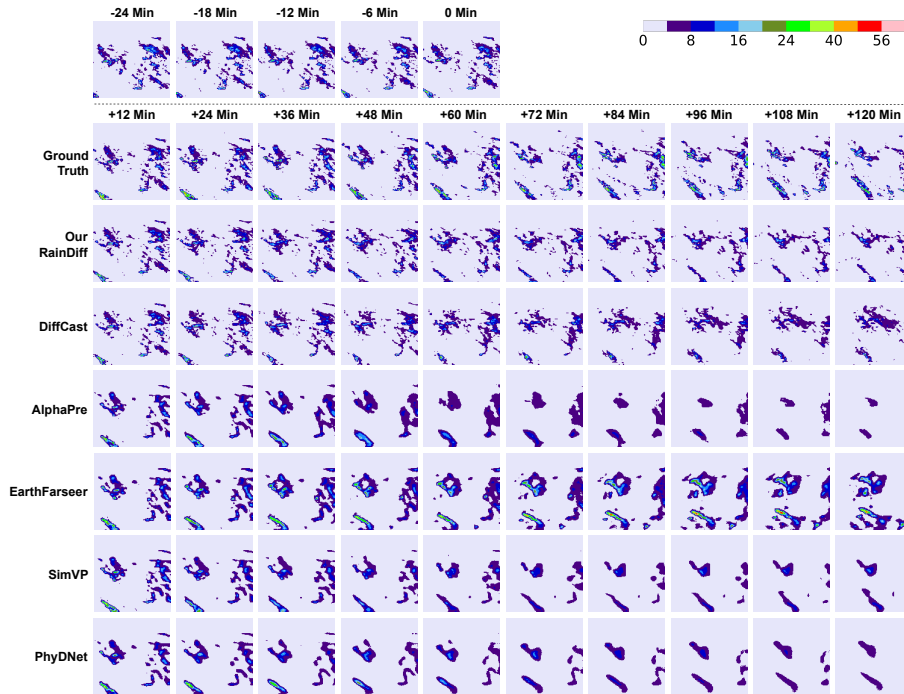 -24 Min -18 Min -12 Min -6 Min 0 Min
0 8 16 24 40 56
+12 Min +24 Min +36 Min +48 Min +60 Min +72 Min +84 Min +96 Min +108 Min +120 Min
Ground
Truth
Our
RainDiff
DiffCast
AlphaPre
EarthFarseer
SimVP
PhyDNet